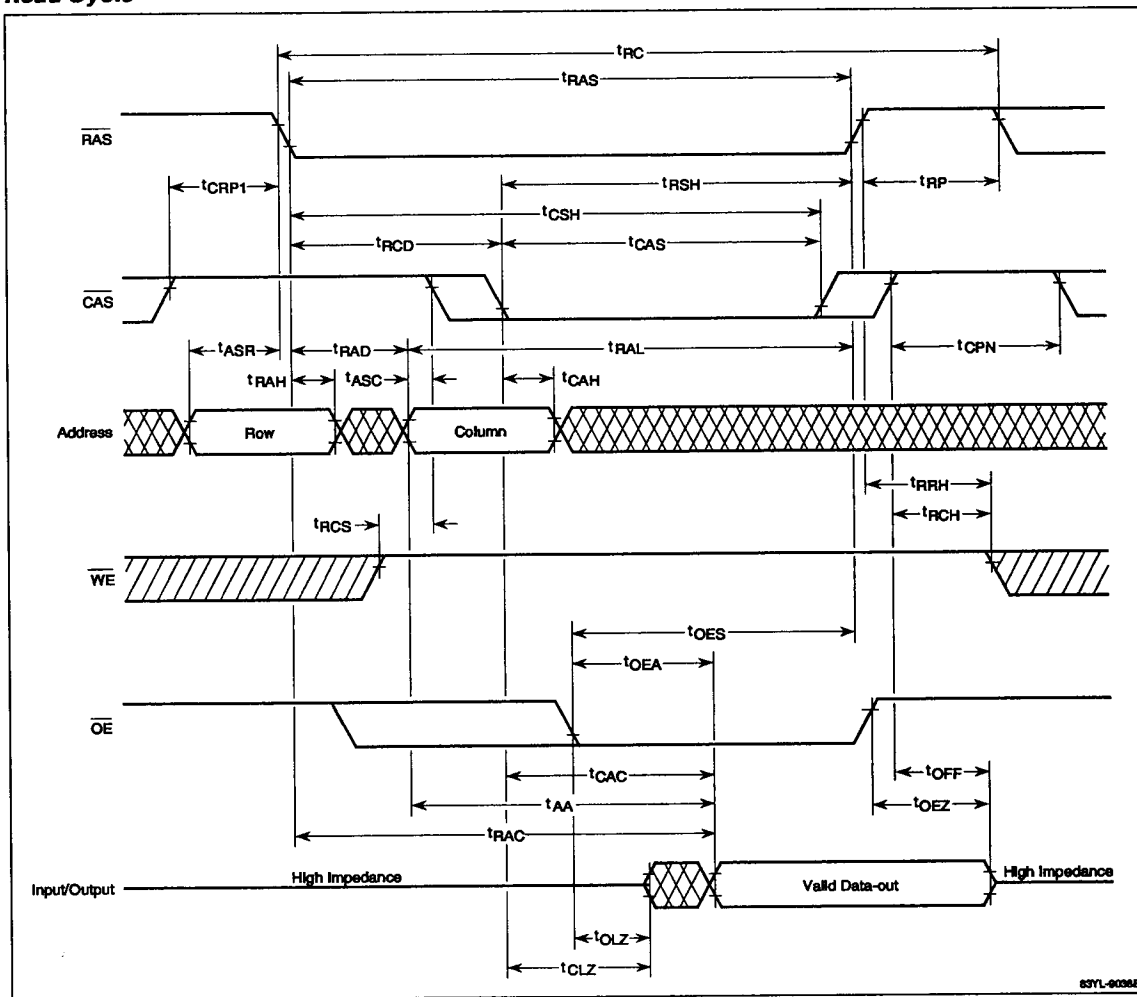 tRC
tRAS
RAS
tCRP1
tRSH
tRP
tCSH
tRCD
tCAS
CAS
tASR
tRAD
tRAL
tCPN
tRAH
tASC
tCAH
Address
Row
Column
tRRH
tRCS
tRCH
WE
tOES
tOEA
OE
tCAC
tOFF
tAA
tOEZ
tRAC
High Impedance
High Impedance
Input/Output
Valid Data-out
tOLZ
tCLZ